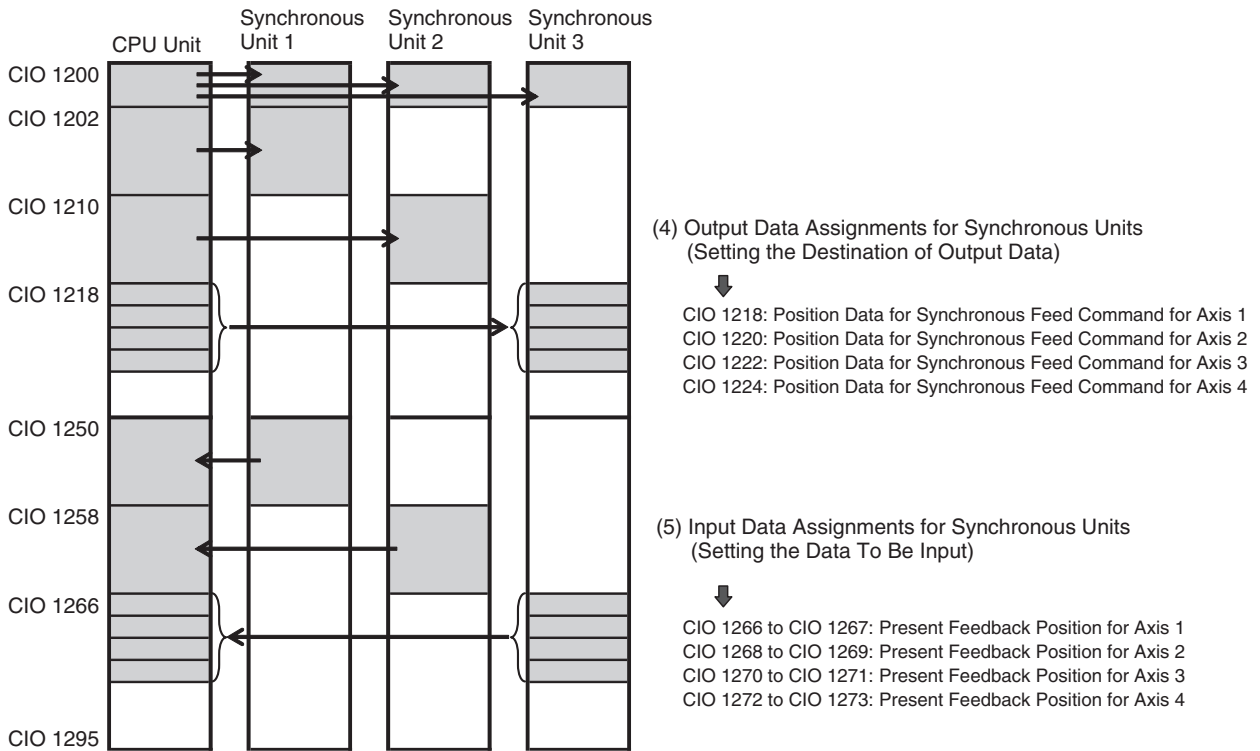 CPU Unit
Synchronous
Unit 1
Synchronous
Unit 2
Synchronous
Unit 3
CIO 1200
CIO 1202
CIO 1210
CIO 1218
CIO 1250
CIO 1258
CIO 1266
CIO 1295
(4) Output Data Assignments for Synchronous Units
(Setting the Destination of Output Data)
CIO 1218: Position Data for Synchronous Feed Command for Axis 1
CIO 1220: Position Data for Synchronous Feed Command for Axis 2
CIO 1222: Position Data for Synchronous Feed Command for Axis 3
CIO 1224: Position Data for Synchronous Feed Command for Axis 4
(5) Input Data Assignments for Synchronous Units
(Setting the Data To Be Input)
CIO 1266 to CIO 1267: Present Feedback Position for Axis 1
CIO 1268 to CIO 1269: Present Feedback Position for Axis 2
CIO 1270 to CIO 1271: Present Feedback Position for Axis 3
CIO 1272 to CIO 1273: Present Feedback Position for Axis 4